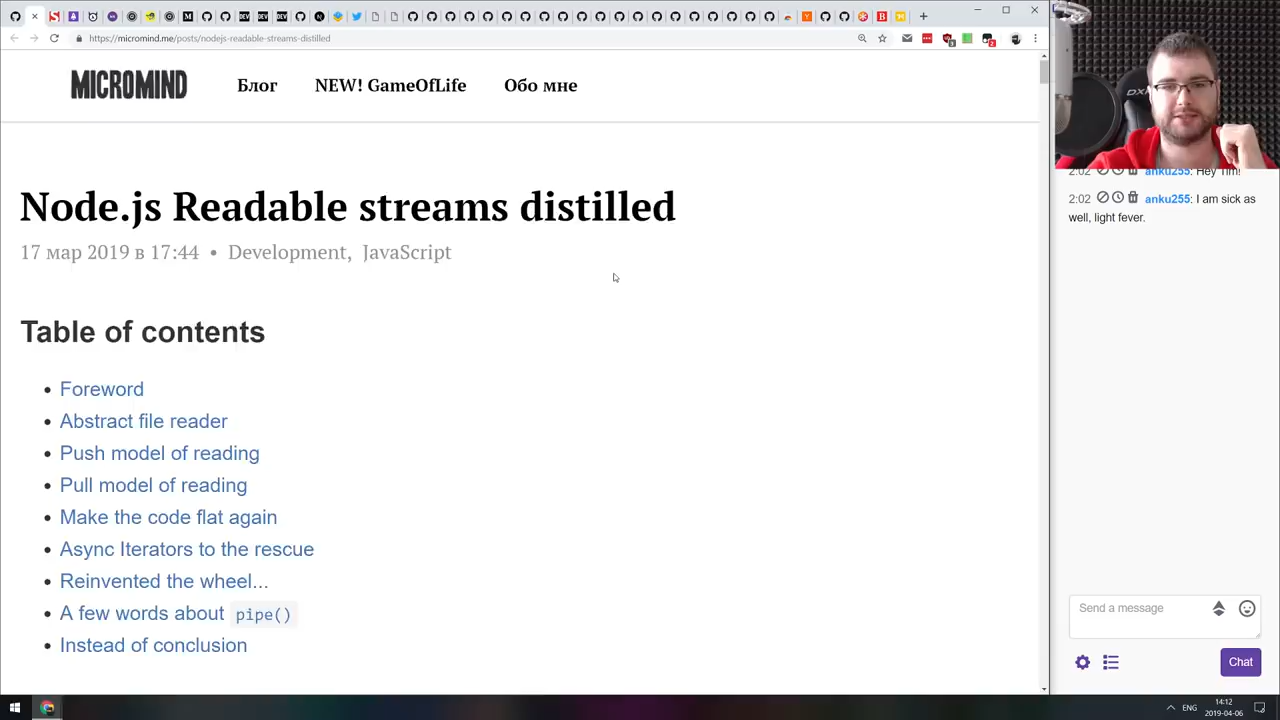 https://micromind.me/posts/nodejs-readable-streams-distilled
MICROMIND
Блог
NEW! GameOfLife
Обо мне
Node.js Readable streams distilled
17 мар 2019 в 17:44 • Development, JavaScript
Table of contents
• Foreword
• Abstract file reader
• Push model of reading
• Pull model of reading
• Make the code flat again
• Async Iterators to the rescue
• Reinvented the wheel...
• A few words about pipe()
• Instead of conclusion
2:02 anku255: Hey Tim!
2:02 anku255: I am sick as
well, light fever.
Send a message
Chat
ENG
14:12
2019-04-06